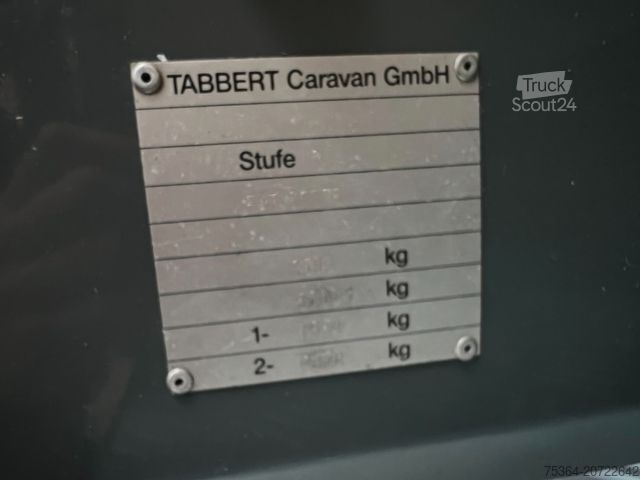 TABBERT Caravan GmbH
Truck
Scout24
Stufe
kg
kg
1- kg
2- kg
75364-20722642